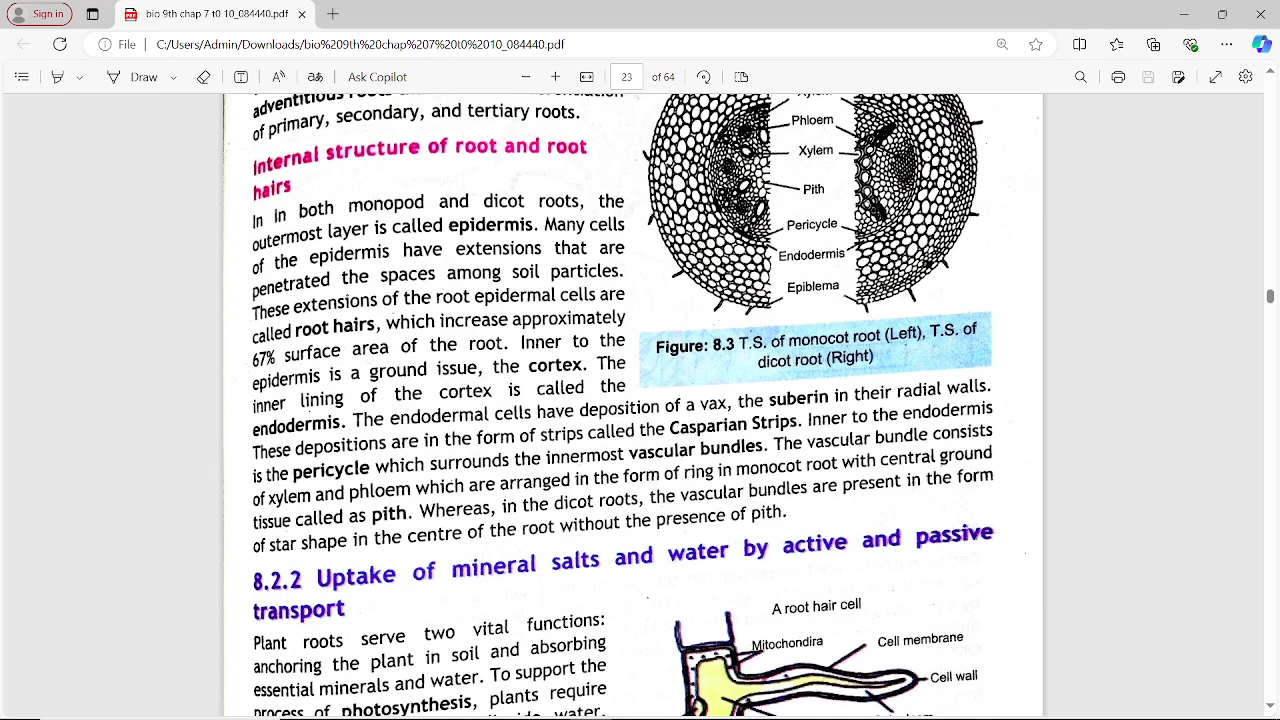 Sign in
bio 9th chap 7 t0 10_084440.pdf
File
C:/Users/Admin/Downloads/bio%209th%20chap%207%20t0%2010_084440.pdf
Draw
Ask Copilot
23
of 64
adventitious roots
of primary, secondary, and tertiary roots.
Internal structure of root and root
hairs
In In both monopod and dicot roots, the
outermost layer is called epidermis. Many cells
of the epidermis have extensions that are
penetrated the spaces among soil particles.
These extensions of the root epidermal cells are
called root hairs, which increase approximately
67% surface area of the root. Inner to the
epidermis is a ground issue, the cortex. The
inner lining of the cortex is called the
endodermis. The endodermal cells have deposition of a vax, the suberin in their radial walls.
These depositions are in the form of strips called the Casparian Strips. Inner to the endodermis
is the pericycle which surrounds the innermost vascular bundles. The vascular bundle consists
of xylem and phloem which are arranged in the form of ring in monocot root with central ground
tissue called as pith. Whereas, in the dicot roots, the vascular bundles are present in the form
of star shape in the centre of the root without the presence of pith.
Phloem
Xylem
Pith
Pericycle
Endodermis
Epiblema
Figure: 8.3 T.S. of monocot root (Left), T.S. of
dicot root (Right)
8.2.2 Uptake of mineral salts and water by active and passive
transport
Plant roots serve two vital functions:
anchoring the plant in soil and absorbing
essential minerals and water. To support the
process of photosynthesis, plants require
water,
A root hair cell
Mitochondira
Cell membrane
Cell wall